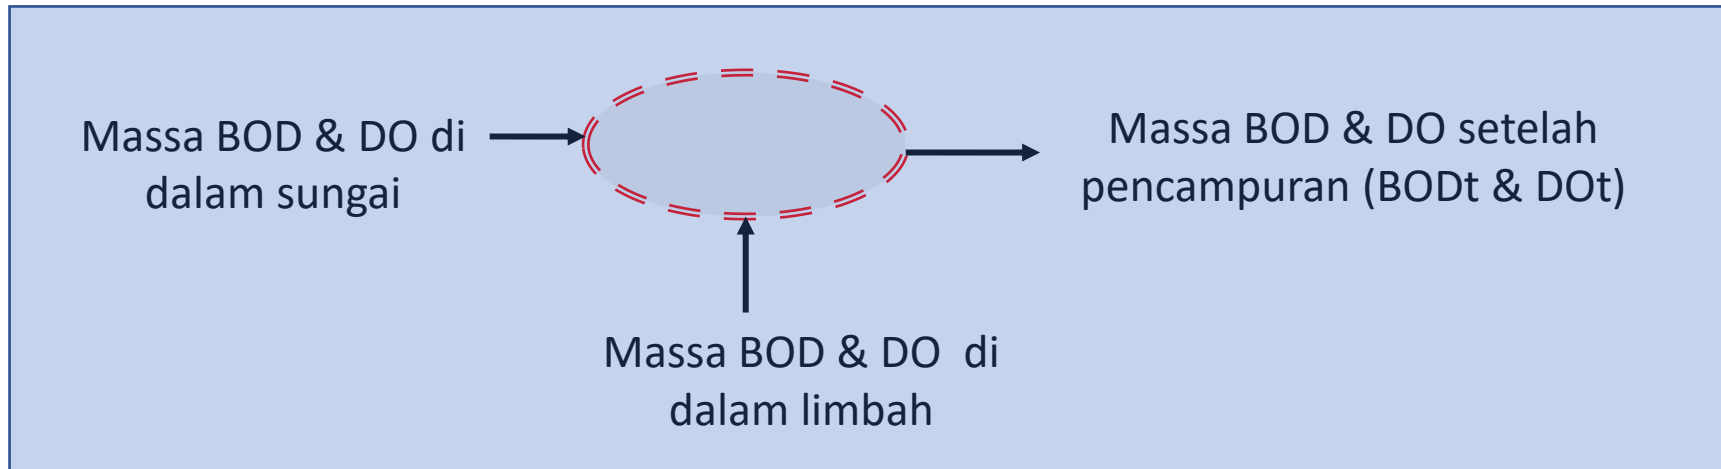 Massa BOD & DO di
dalam sungai
Massa BOD & DO setelah
pencampuran (BODt & DOt)
Massa BOD & DO  di
dalam limbah